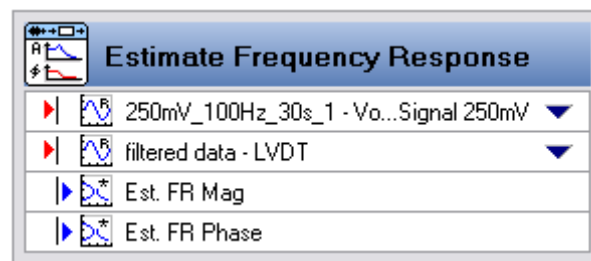 Estimate Frequency Response
250mV_100Hz_30s_1 - Vo...Signal 250mV
filtered data - LVDT
Est. FR Mag
Est. FR Phase